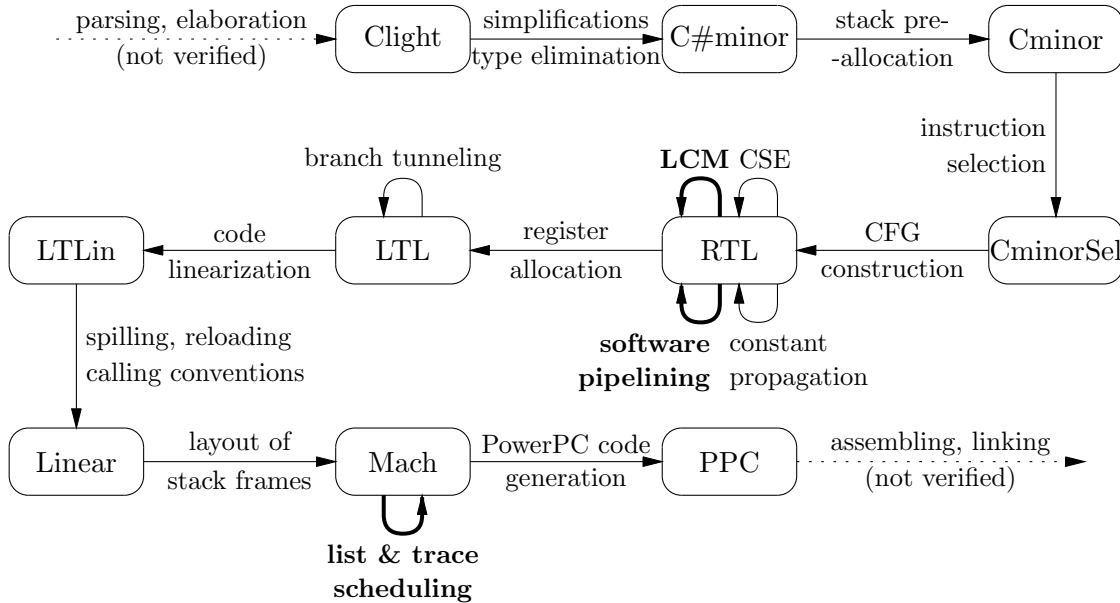 parsing, elaboration
(not verified)
Clight
simplifications
type elimination
C#minor
stack pre-
-allocation
Cminor
instruction
selection
branch tunneling
LCM CSE
LTLin
code
linearization
LTL
register
allocation
RTL
CFG
construction
CminorSel
spilling, reloading
calling conventions
software
pipelining
constant
propagation
Linear
layout of
stack frames
Mach
PowerPC code
generation
PPC
assembling, linking
(not verified)
list & trace
scheduling